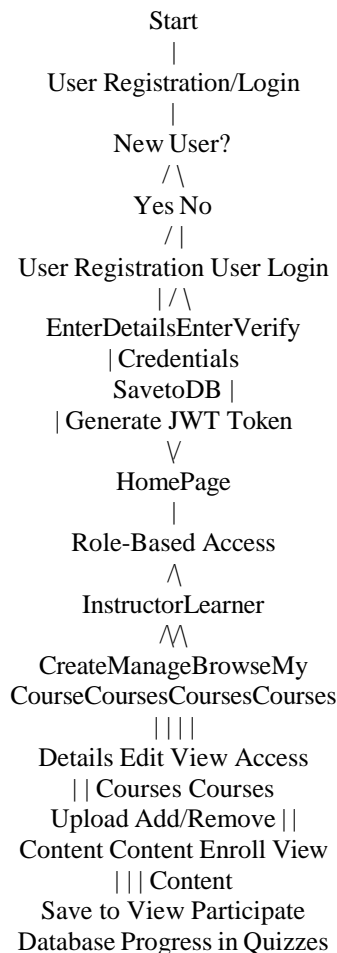 Start
|
User Registration/Login
|
New User?
/ \
Yes No
/ |
User Registration User Login
| / \
EnterDetailsEnterVerify
| Credentials
SavetoDB |
| Generate JWT Token
\/
HomePage
|
Role-Based Access
/\
InstructorLearner
/\/\
CreateManageBrowseMy
CourseCoursesCoursesCourses
| | | |
Details Edit View Access
| | Courses Courses
Upload Add/Remove | |
Content Content Enroll View
| | | Content
Save to View Participate
Database Progress in Quizzes